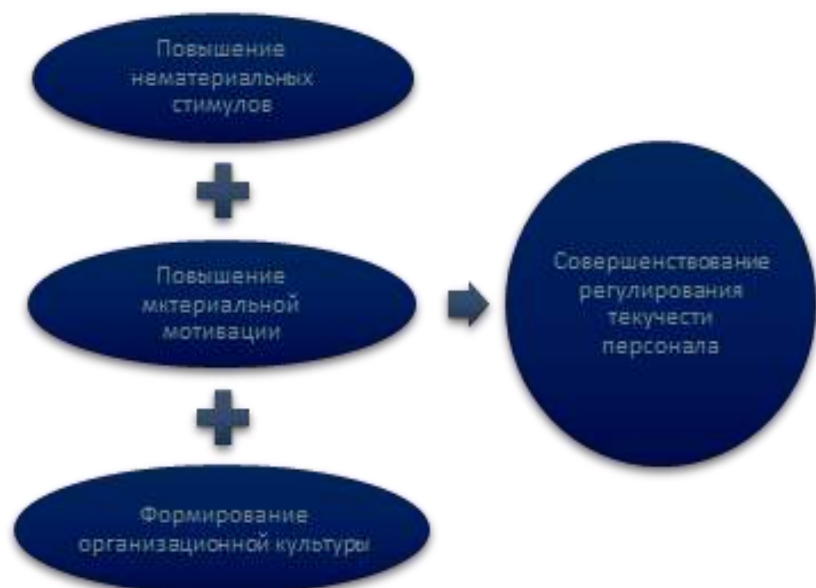 Повышение
нематериальных
стимулов
Повышение
мктериальной
мотивации
Формирование
организационной культуры
Совершенствование
регулирования
текучести
персонала